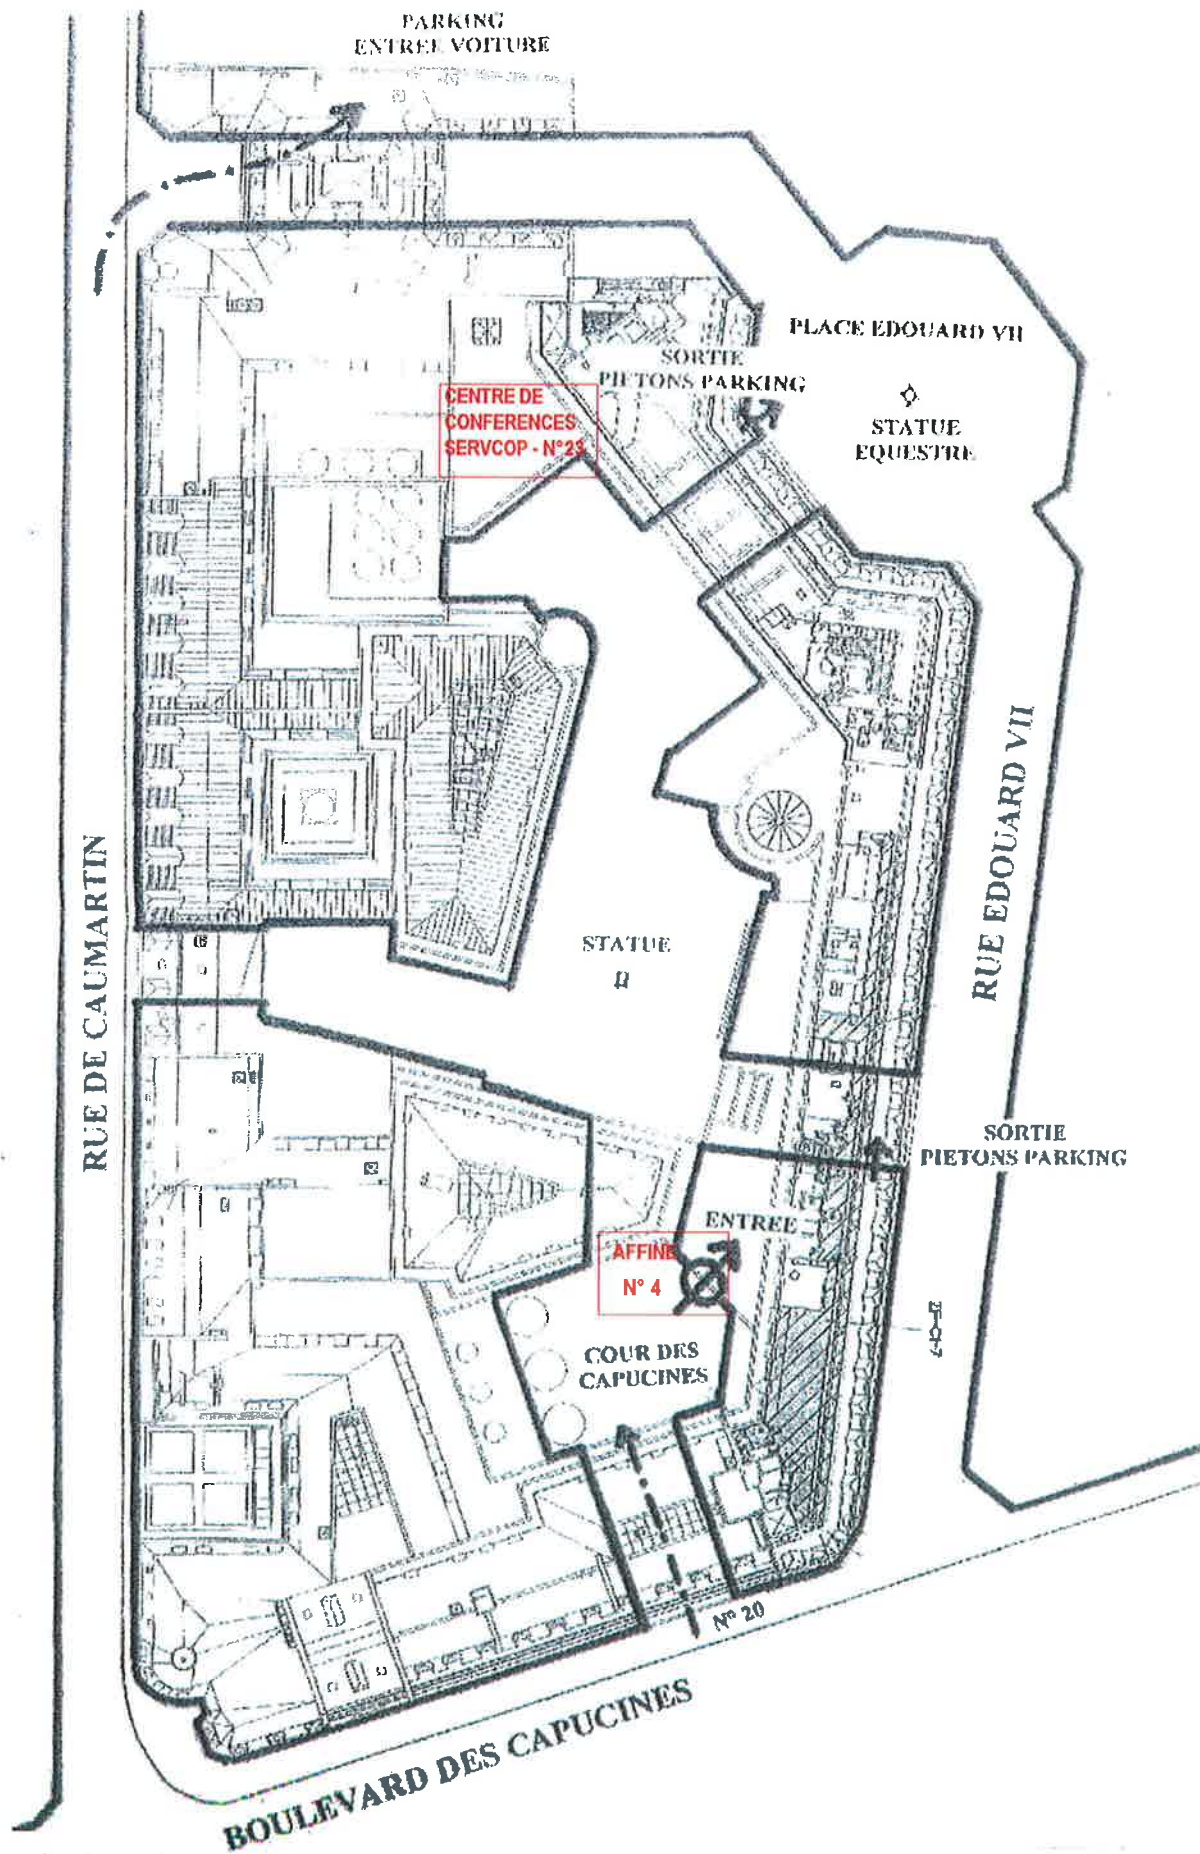 PARKING
ENTREE VOITURE
PLACE EDOUARD VII
SORTIE
PIETONS PARKING
STATUE
EQUESTRE
CENTRE DE
CONFERENCES
SERVCOP - N°23
RUE EDOUARD VII
RUE DE CAUMARTIN
STATUE
SORTIE
PIETONS PARKING
ENTREE
AFFINE
N° 4
COUR DES
CAPUCINES
N° 20
BOULEVARD DES CAPUCINES